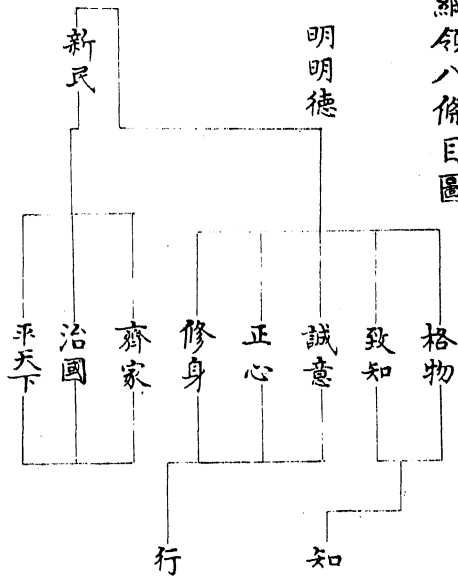 綱領八條目圖
明明德
新民
格物
致知
誠意
正心
修身
齊家
治國
平天下
知
行